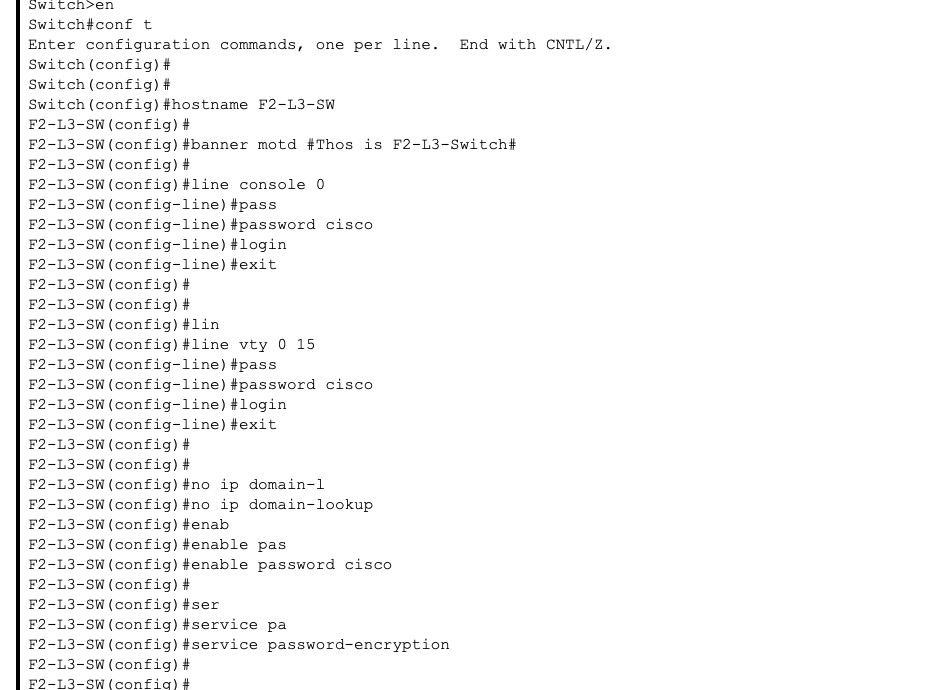 Switch>en
Switch#conf t
Enter configuration commands, one per line.  End with CNTL/Z.
Switch(config)#
Switch(config)#
Switch(config)#hostname F2-L3-SW
F2-L3-SW(config)#
F2-L3-SW(config)#banner motd #Thos is F2-L3-Switch#
F2-L3-SW(config)#
F2-L3-SW(config)#line console 0
F2-L3-SW(config-line)#pass
F2-L3-SW(config-line)#password cisco
F2-L3-SW(config-line)#login
F2-L3-SW(config-line)#exit
F2-L3-SW(config)#
F2-L3-SW(config)#
F2-L3-SW(config)#lin
F2-L3-SW(config)#line vty 0 15
F2-L3-SW(config-line)#pass
F2-L3-SW(config-line)#password cisco
F2-L3-SW(config-line)#login
F2-L3-SW(config-line)#exit
F2-L3-SW(config)#
F2-L3-SW(config)#
F2-L3-SW(config)#no ip domain-l
F2-L3-SW(config)#no ip domain-lookup
F2-L3-SW(config)#enab
F2-L3-SW(config)#enable pas
F2-L3-SW(config)#enable password cisco
F2-L3-SW(config)#
F2-L3-SW(config)#ser
F2-L3-SW(config)#service pa
F2-L3-SW(config)#service password-encryption
F2-L3-SW(config)#
F2-L3-SW(config)#